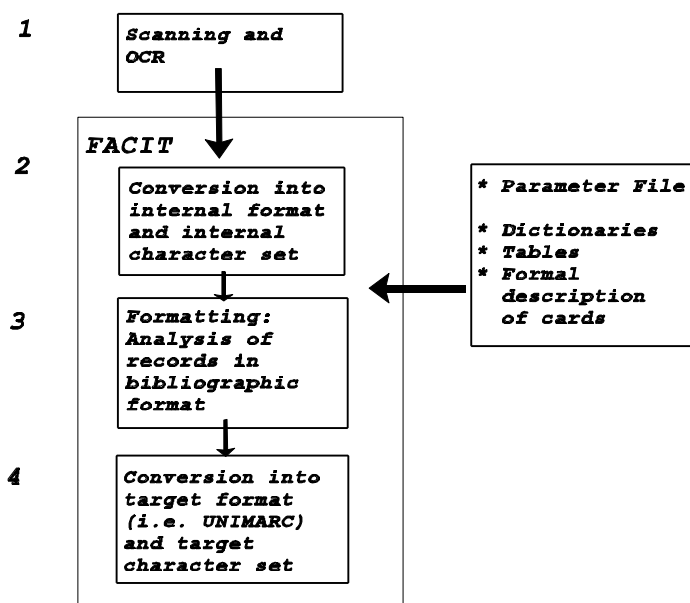 1
Scanning and
OCR
FACIT
2
Conversion into
internal format
and internal
character set
* Parameter File
* Dictionaries
* Tables
* Formal
description
of cards
3
Formatting:
Analysis of
records in
bibliographic
format
4
Conversion into
target format
(i.e. UNIMARC)
and target
character set